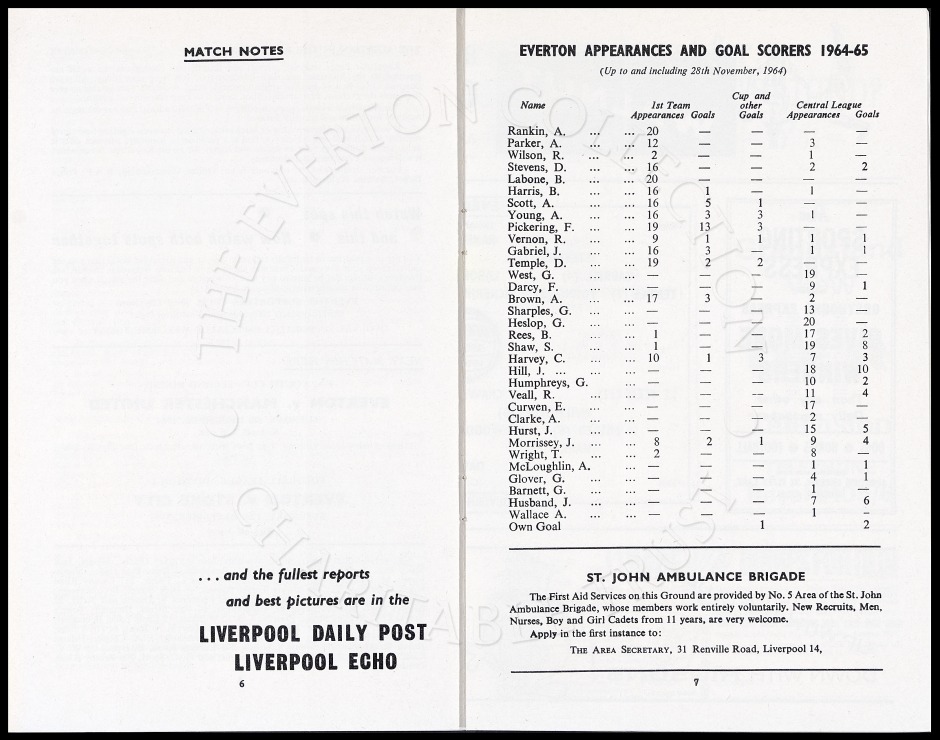 MATCH NOTES
... and the fullest reports
and best pictures are in the
LIVERPOOL DAILY POST
LIVERPOOL ECHO
6
EVERTON APPEARANCES AND GOAL SCORERS 1964-65
(Up to and including 28th November, 1964)
Name 1st Team Appearances Goals Cup and other Goals Central League Appearances Goals
Rankin, A. ... ... 20 — — — —
Parker, A. ... ... 12 — — 3 —
Wilson, R. ... ... 2 — — 1 —
Stevens, D. ... ... 16 — — 2 2
Labone, B. ... ... 20 — — — —
Harris, B. ... ... 16 1 — 1 —
Scott, A. ... ... 16 5 1 — —
Young, A. ... ... 16 3 3 1 —
Pickering, F. ... ... 19 13 3 — —
Vernon, R. ... ... 9 1 1 1 1
Gabriel, J. ... ... 16 3 — 1 1
Temple, D. ... ... 19 2 2 — —
West, G. ... ... — — — 19 —
Darcy, F. ... ... — — — 9 1
Brown, A. ... ... 17 3 — 2 —
Sharples, G. ... ... — — — 13 —
Heslop, G. ... ... — — — 20 —
Rees, B. ... ... 1 — — 17 2
Shaw, S. ... ... 1 — — 19 8
Harvey, C. ... ... 10 1 3 7 3
Hill, J. ... ... ... — — — 18 10
Humphreys, G. ... — — — 10 2
Veall, R. ... ... — — — 11 4
Curwen, E. ... ... — — — 17 —
Clarke, A. ... ... — — — 2 —
Hurst, J. ... ... — — — 15 5
Morrissey, J. ... ... 8 2 1 9 4
Wright, T. ... ... 2 — — 8 —
McLoughlin, A. ... — — — 1 1
Glover, G. ... ... — — — 4 1
Barnett, G. ... ... — — — 1 —
Husband, J. ... ... — — — 7 6
Wallace A. ... ... — — — 1 —
Own Goal 1 2
ST. JOHN AMBULANCE BRIGADE
The First Aid Services on this Ground are provided by No. 5 Area of the St. John
Ambulance Brigade, whose members work entirely voluntarily. New Recruits, Men,
Nurses, Boy and Girl Cadets from 11 years, are very welcome.
Apply in the first instance to:
THE AREA SECRETARY, 31 Renville Road, Liverpool 14,
7
THE EVERTON COLLECTION
CHARITABLE TRUST